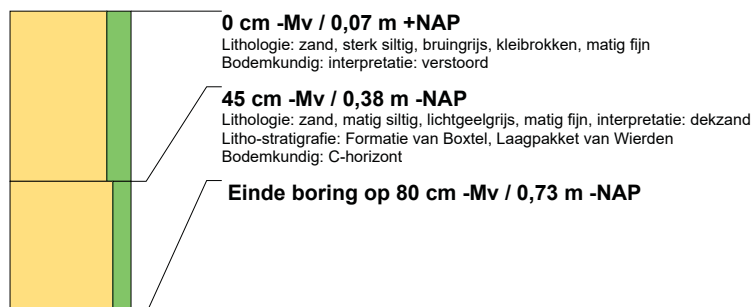 0 cm -Mv / 0,07 m +NAP
Lithologie: zand, sterk siltig, bruingrijs, kleibrokken, matig fijn
Bodemkundig: interpretatie: verstoord
45 cm -Mv / 0,38 m -NAP
Lithologie: zand, matig siltig, lichtgeelgrijs, matig fijn, interpretatie: dekzand
Litho-stratigrafie: Formatie van Boxtel, Laagpakket van Wierden
Bodemkundig: C-horizont
Einde boring op 80 cm -Mv / 0,73 m -NAP